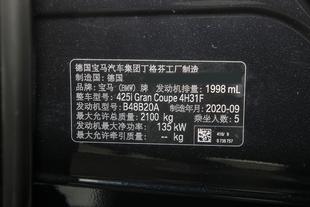 德国宝马汽车集团丁格芬工厂制造
制造国：德国
品牌：宝马（BMW）牌 发动机排量：1998 mL
整车型号：425i Gran Coupe 4H31F
发动机型号：B48B20A 制造年月：2020-09
最大允许总质量：2100 kg 乘坐人数：5
发动机最大净功率：135 kW
最大允许牵引质量：-- kg